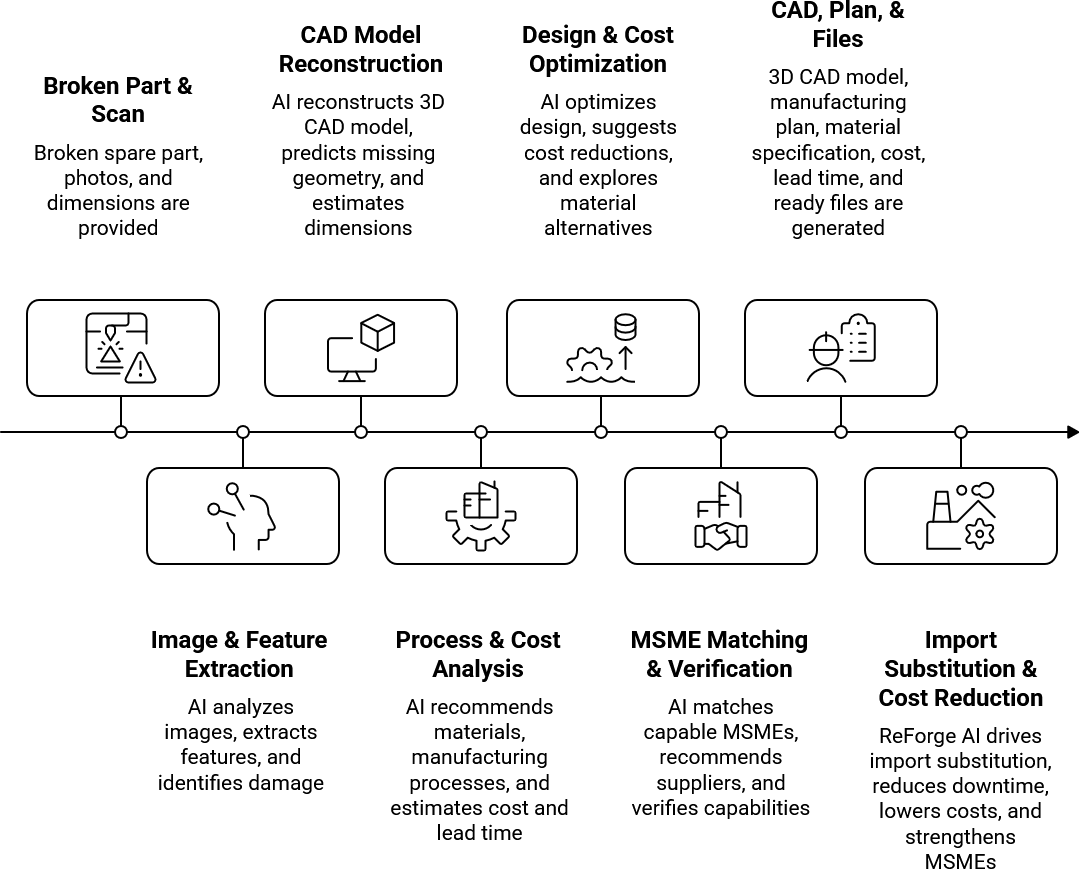 Broken Part &
Scan
Broken spare part,
photos, and
dimensions are
provided
Image & Feature
Extraction
AI analyzes
images, extracts
features, and
identifies damage
CAD Model
Reconstruction
AI reconstructs 3D
CAD model,
predicts missing
geometry, and
estimates
dimensions
Process & Cost
Analysis
AI recommends
materials,
manufacturing
processes, and
estimates cost and
lead time
Design & Cost
Optimization
AI optimizes
design, suggests
cost reductions,
and explores
material
alternatives
MSME Matching
& Verification
AI matches
capable MSMEs,
recommends
suppliers, and
verifies capabilities
CAD, Plan, &
Files
3D CAD model,
manufacturing
plan, material
specification, cost,
lead time, and
ready files are
generated
Import
Substitution &
Cost Reduction
ReForge AI drives
import substitution,
reduces downtime,
lowers costs, and
strengthens
MSMEs